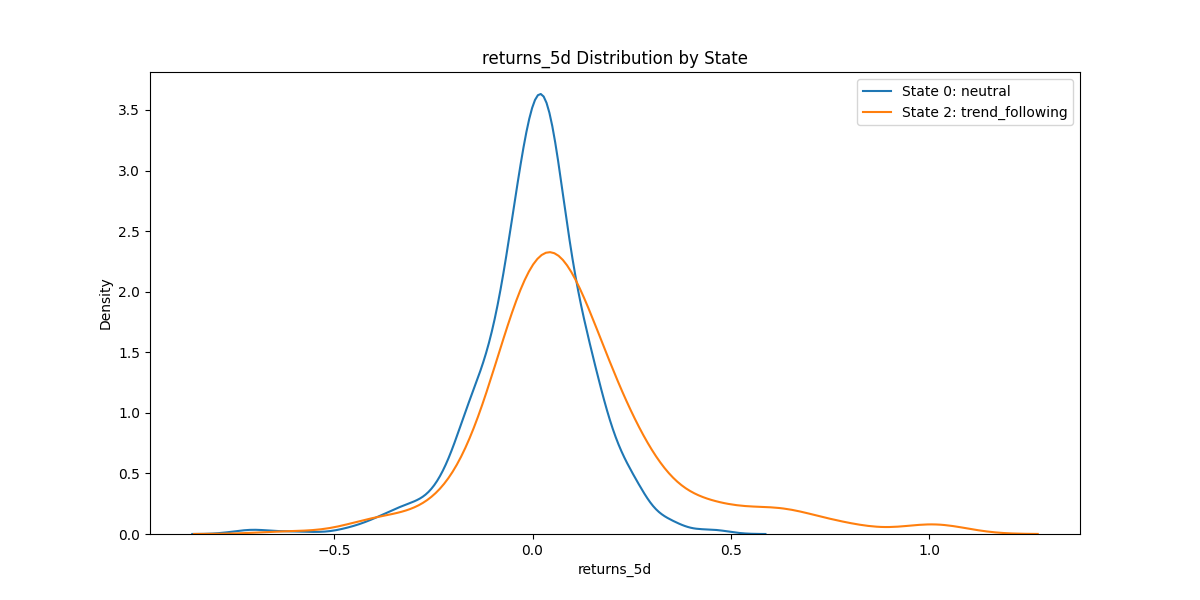 returns_5d Distribution by State
State 0: neutral
State 2: trend_following
Density
3.5
3.0
2.5
2.0
1.5
1.0
0.5
0.0
−0.5
0.0
0.5
1.0
returns_5d